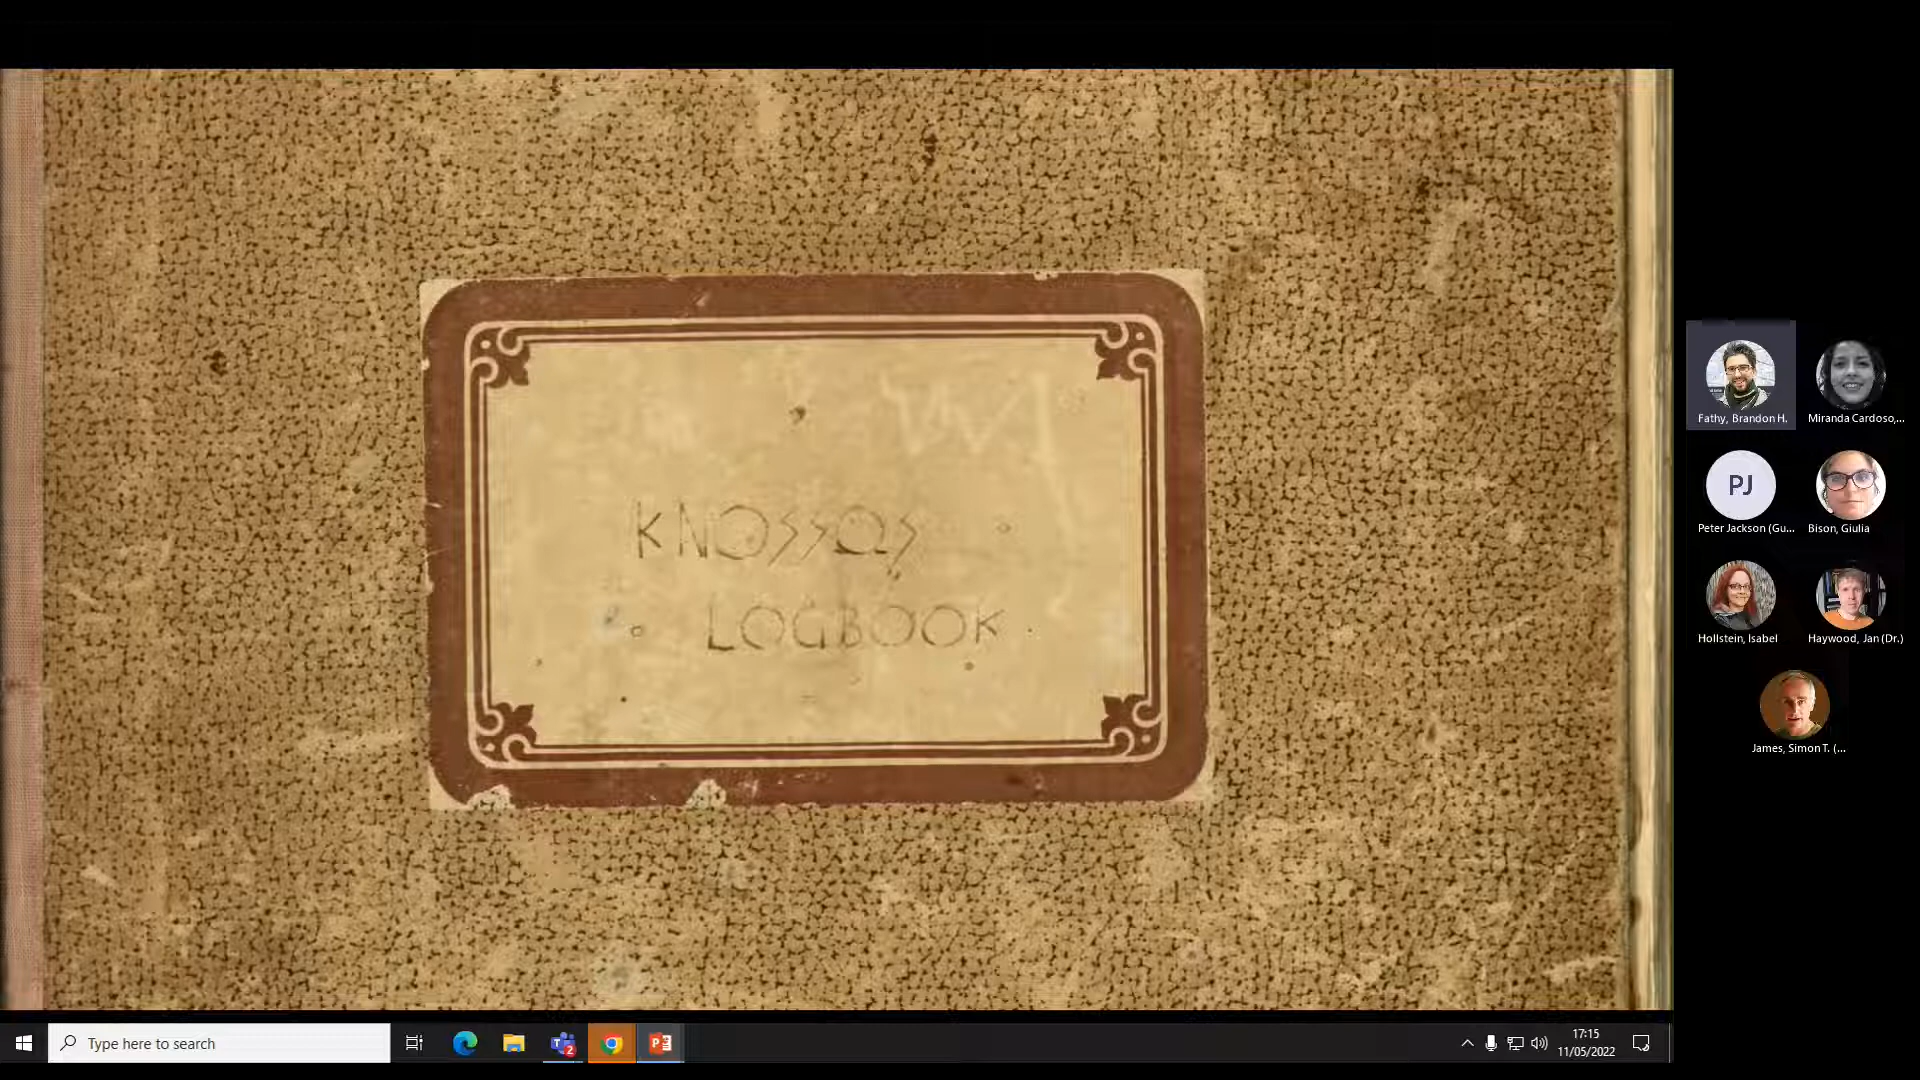 KNOSSOS
LOGBOOK
Fathy, Brandon H.
Miranda Cardoso,...
PJ
Peter Jackson (Gu...
Bison, Giulia
Hollstein, Isabel
Haywood, Jan (Dr.)
James, Simon T. (...
Type here to search
2
17:15
11/05/2022